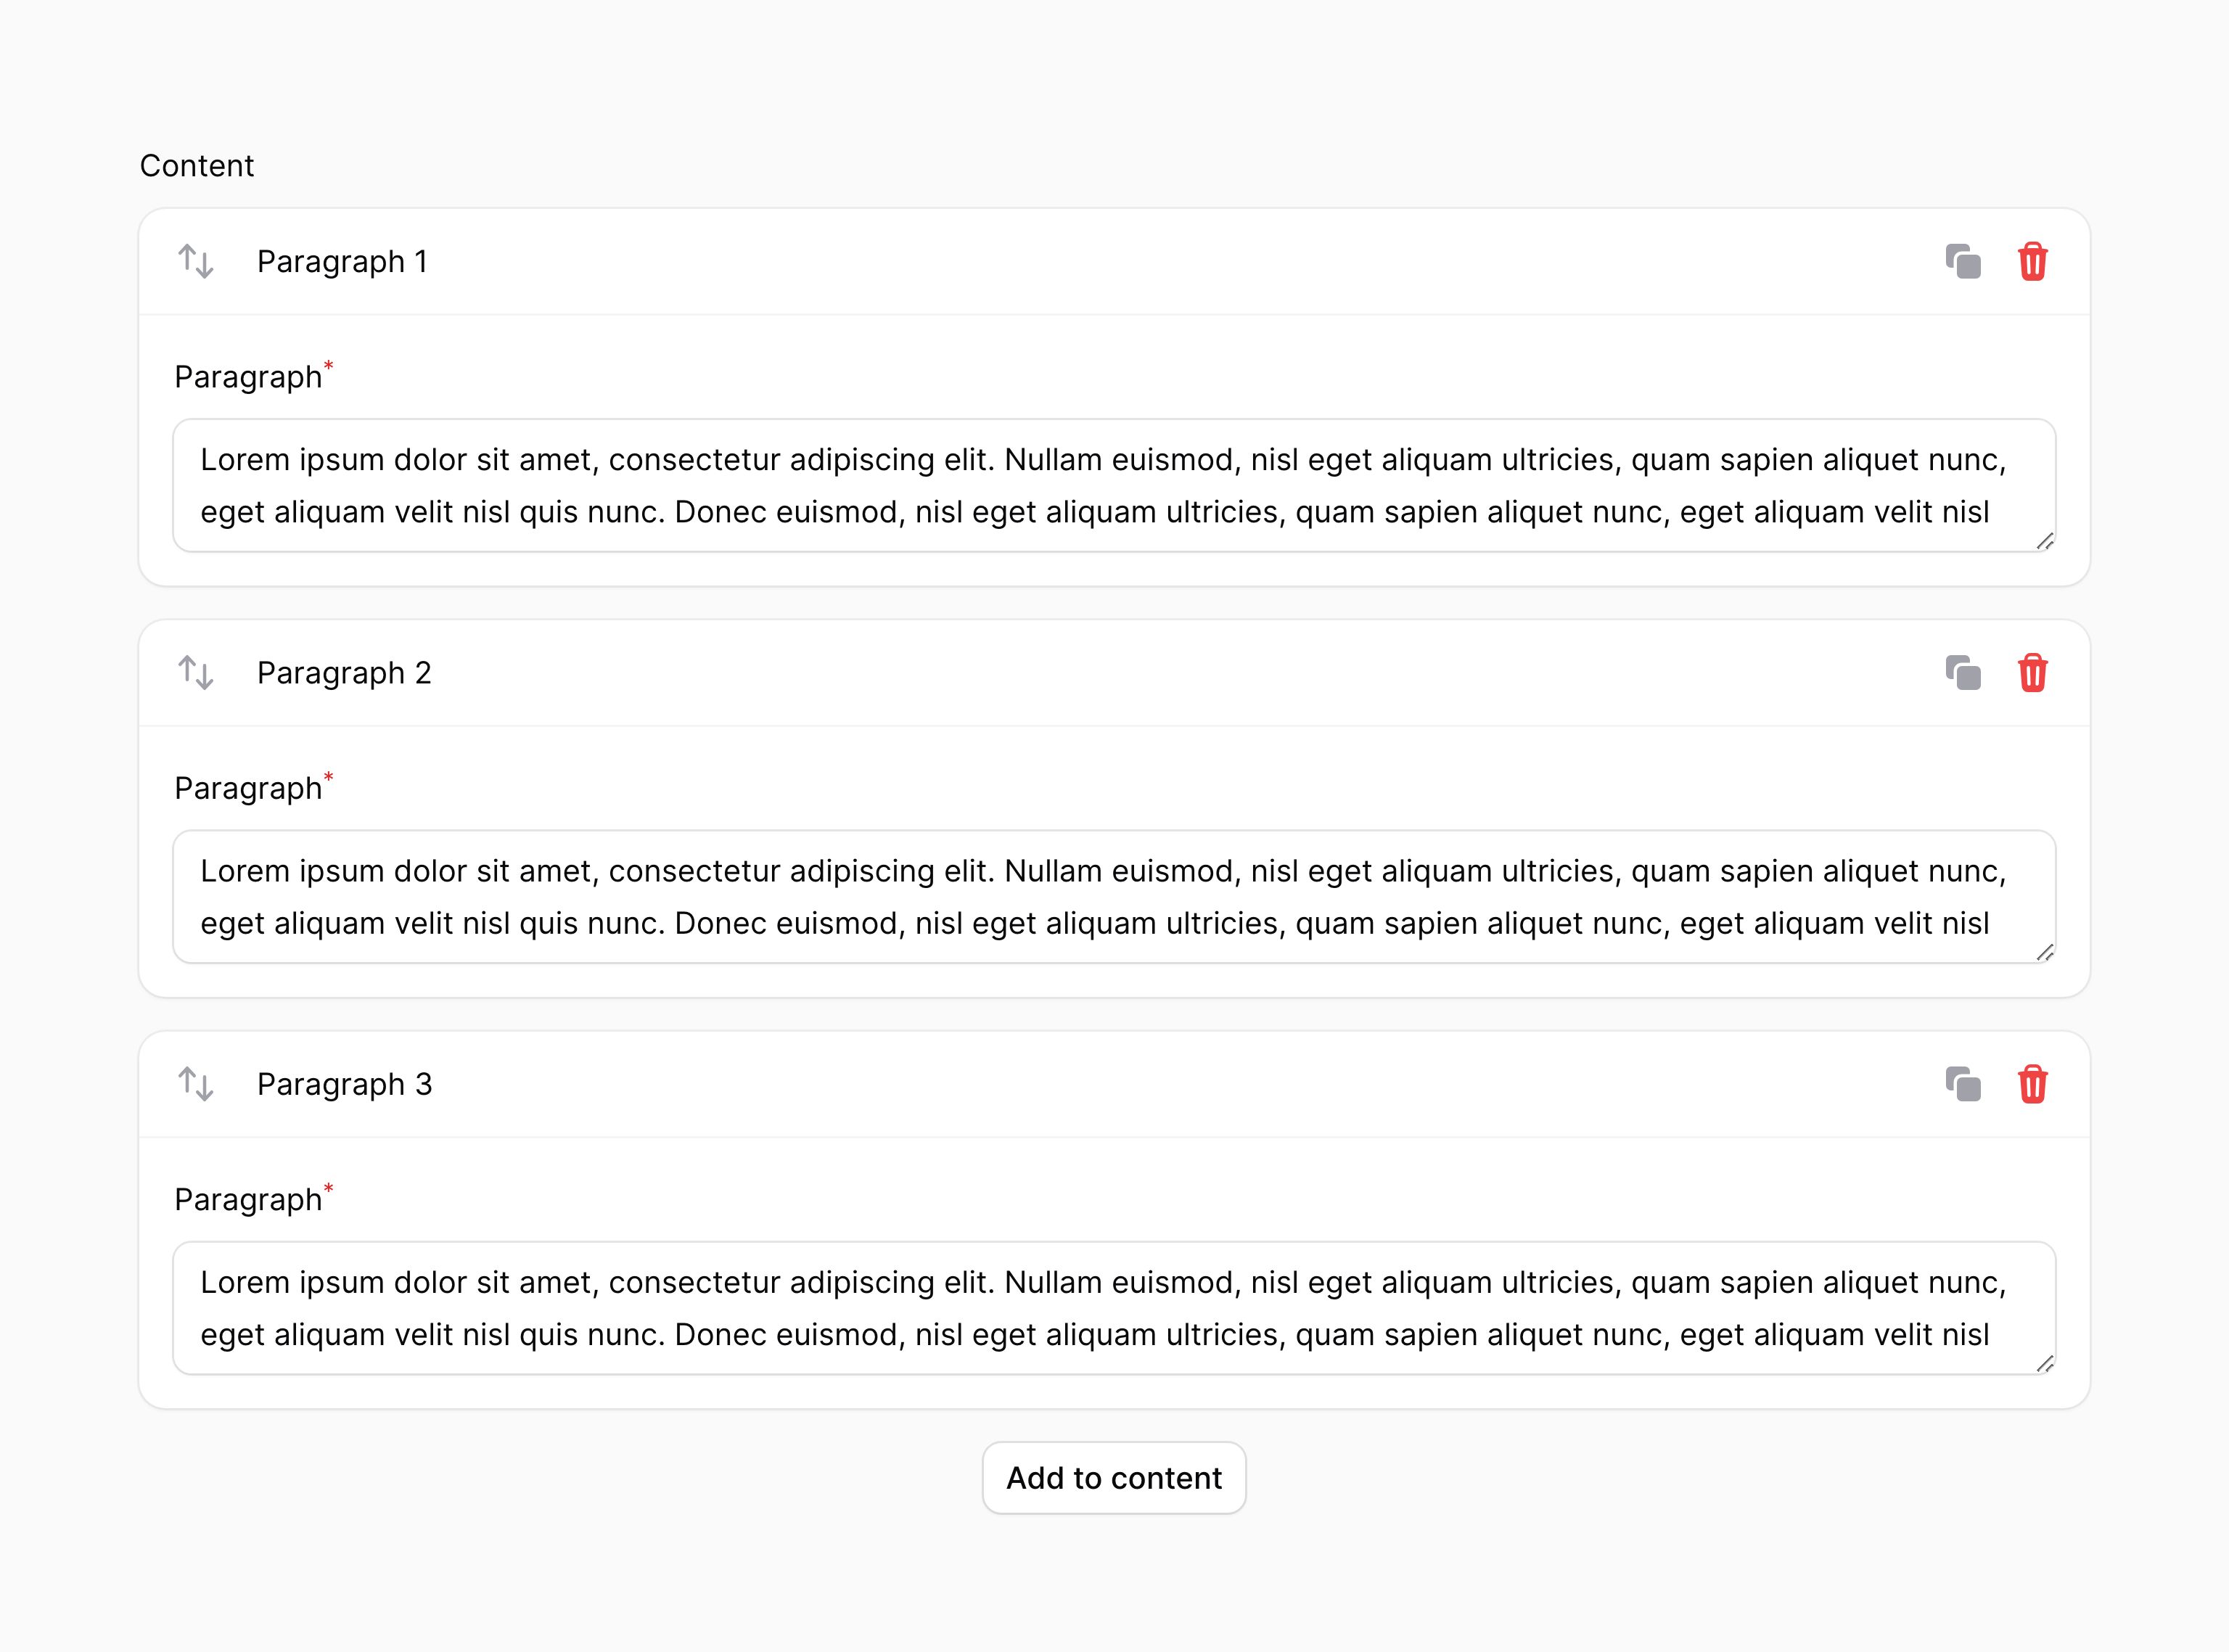 Content
Paragraph 1
Paragraph*
Lorem ipsum dolor sit amet, consectetur adipiscing elit. Nullam euismod, nisl eget aliquam ultricies, quam sapien aliquet nunc,
eget aliquam velit nisl quis nunc. Donec euismod, nisl eget aliquam ultricies, quam sapien aliquet nunc, eget aliquam velit nisl
Paragraph 2
Paragraph*
Lorem ipsum dolor sit amet, consectetur adipiscing elit. Nullam euismod, nisl eget aliquam ultricies, quam sapien aliquet nunc,
eget aliquam velit nisl quis nunc. Donec euismod, nisl eget aliquam ultricies, quam sapien aliquet nunc, eget aliquam velit nisl
Paragraph 3
Paragraph*
Lorem ipsum dolor sit amet, consectetur adipiscing elit. Nullam euismod, nisl eget aliquam ultricies, quam sapien aliquet nunc,
eget aliquam velit nisl quis nunc. Donec euismod, nisl eget aliquam ultricies, quam sapien aliquet nunc, eget aliquam velit nisl
Add to content